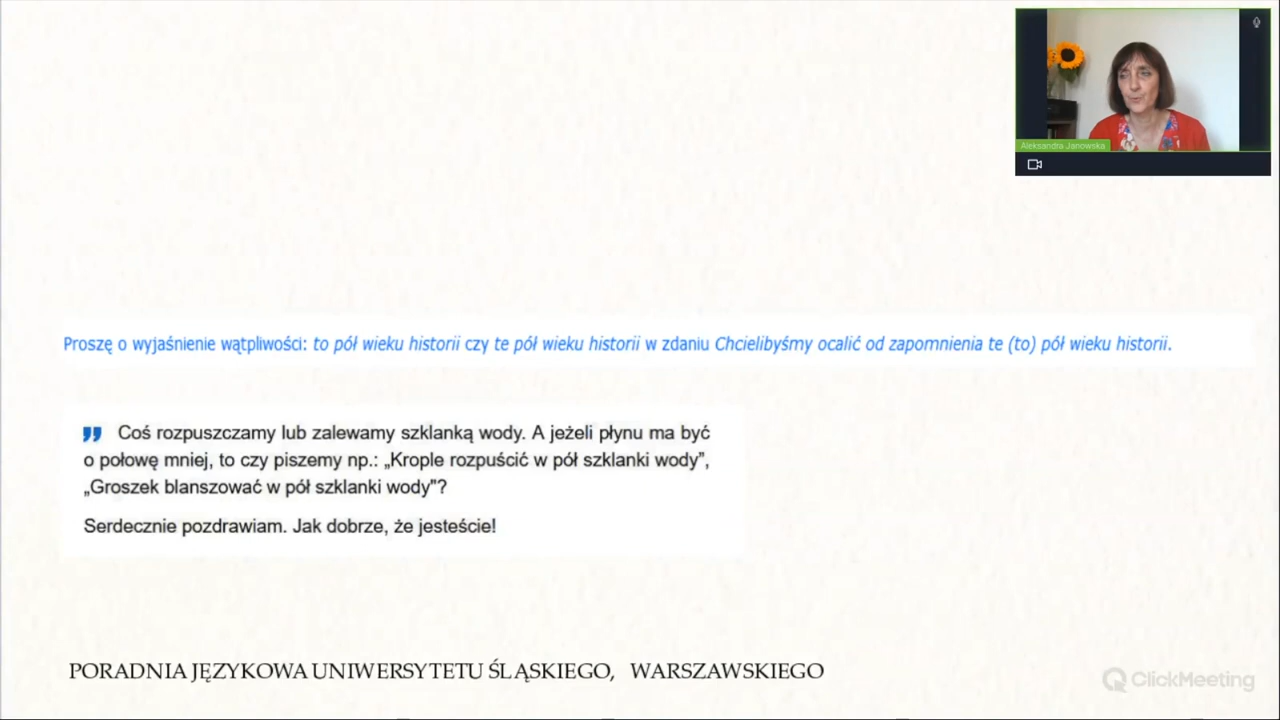 Aleksandra Janowska
Proszę o wyjaśnienie wątpliwości: to pół wieku historii czy te pół wieku historii w zdaniu Chcielibyśmy ocalić od zapomnienia te (to) pół wieku historii.
Coś rozpuszczamy lub zalewamy szklanką wody. A jeżeli płynu ma być
o połowę mniej, to czy piszemy np.: „Krople rozpuścić w pół szklanki wody”,
„Groszek blanszować w pół szklanki wody”?
Serdecznie pozdrawiam. Jak dobrze, że jesteście!
PORADNIA JĘZYKOWA UNIWERSYTETU ŚLĄSKIEGO, WARSZAWSKIEGO
ClickMeeting